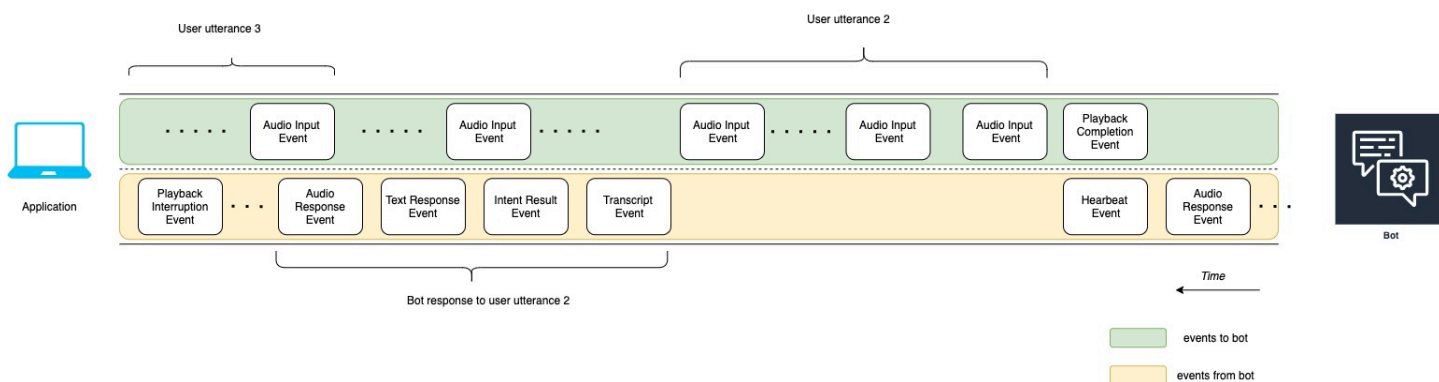 User utterance 2
User utterance 3
Audio Input
Event
Audio Input
Event
Audio Input
Event
Audio Input
Event
Audio Input
Event
Playback
Completion
Event
Application
Playback
Interruption
Event
Audio
Response
Event
Text Response
Event
Intent Result
Event
Transcript
Event
Hearbeat
Event
Audio
Response
Event
Bot
Bot response to user utterance 2
Time
events to bot
events from bot